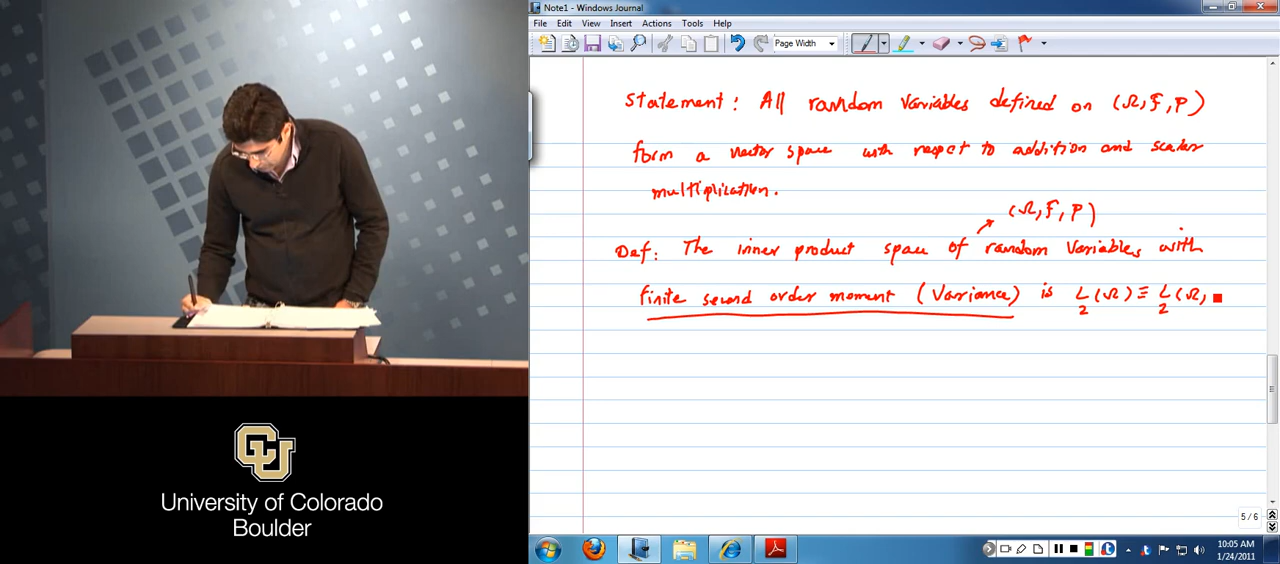 Note1 - Windows Journal
File Edit View Insert Actions Tools Help
Page Width
Statement: All random variables defined on (Ω, F, P)
form a vector space with respect to addition and scalar
multiplication.
(Ω, F, P)
Def: The inner product space of random variables with
finite second order moment (Variance) is L₂(Ω) ≡ L₂(Ω,
CU
University of Colorado
Boulder
5 / 6
10:05 AM
1/24/2011